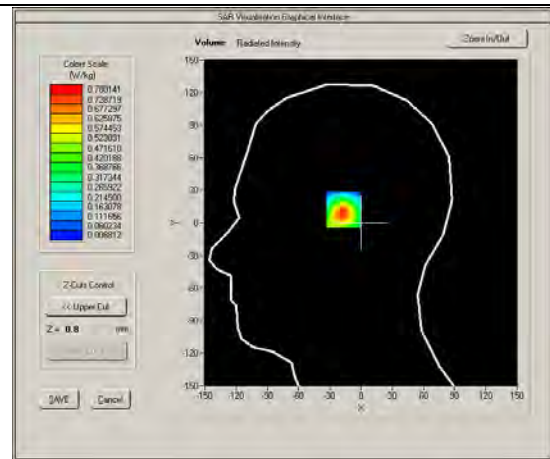 SAR Visualisation Graphical Interface
Volume Radiated Intensity
Zoom In/Out
Colors Scale
(W/kg)
0.780141
0.728719
0.677297
0.625875
0.574453
0.523031
0.471610
0.420188
0.368766
0.317344
0.265922
0.214500
0.163078
0.111656
0.060234
0.008812
Z-Cuts Control
<< Upper Cut
Z = 0.8 mm
SAVE
Cancel
150
120
90
60
30
0
-30
-60
-90
-120
-150
Y
-150 -120 -90 -60 -30 0 30 60 90 120 150
X